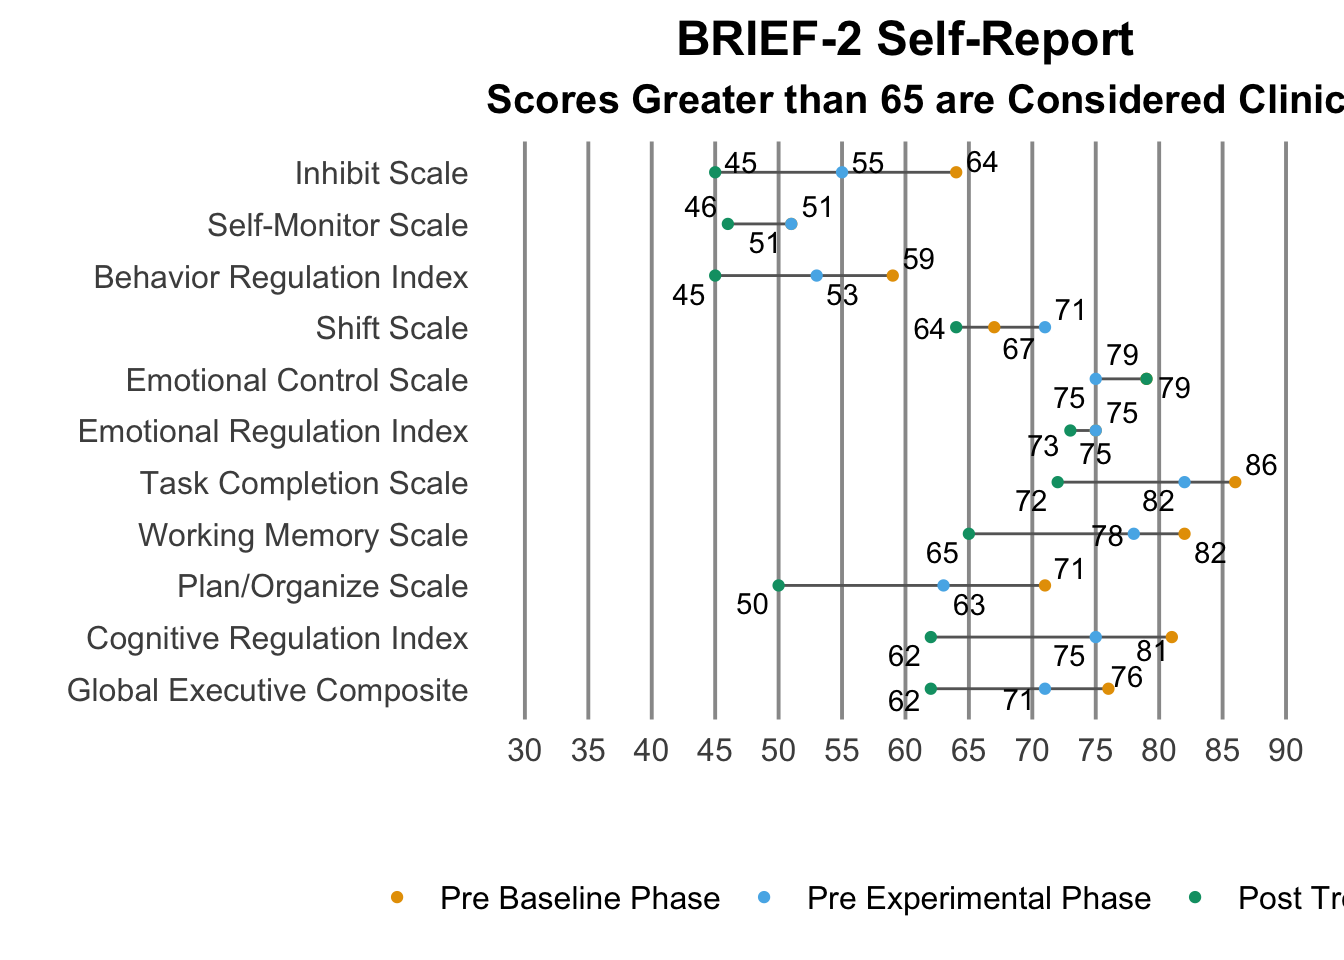 BRIEF-2 Self-Report
Scores Greater than 65 are Considered Clinic
Inhibit Scale 45 55 64
Self-Monitor Scale 46 51 51
Behavior Regulation Index 45 53 59
Shift Scale 64 67 71
Emotional Control Scale 75 79 79
Emotional Regulation Index 73 75 75
Task Completion Scale 72 82 86
Working Memory Scale 65 78 82
Plan/Organize Scale 50 63 71
Cognitive Regulation Index 62 75 81
Global Executive Composite 62 71 76
30 35 40 45 50 55 60 65 70 75 80 85 90
Pre Baseline Phase Pre Experimental Phase Post Tr